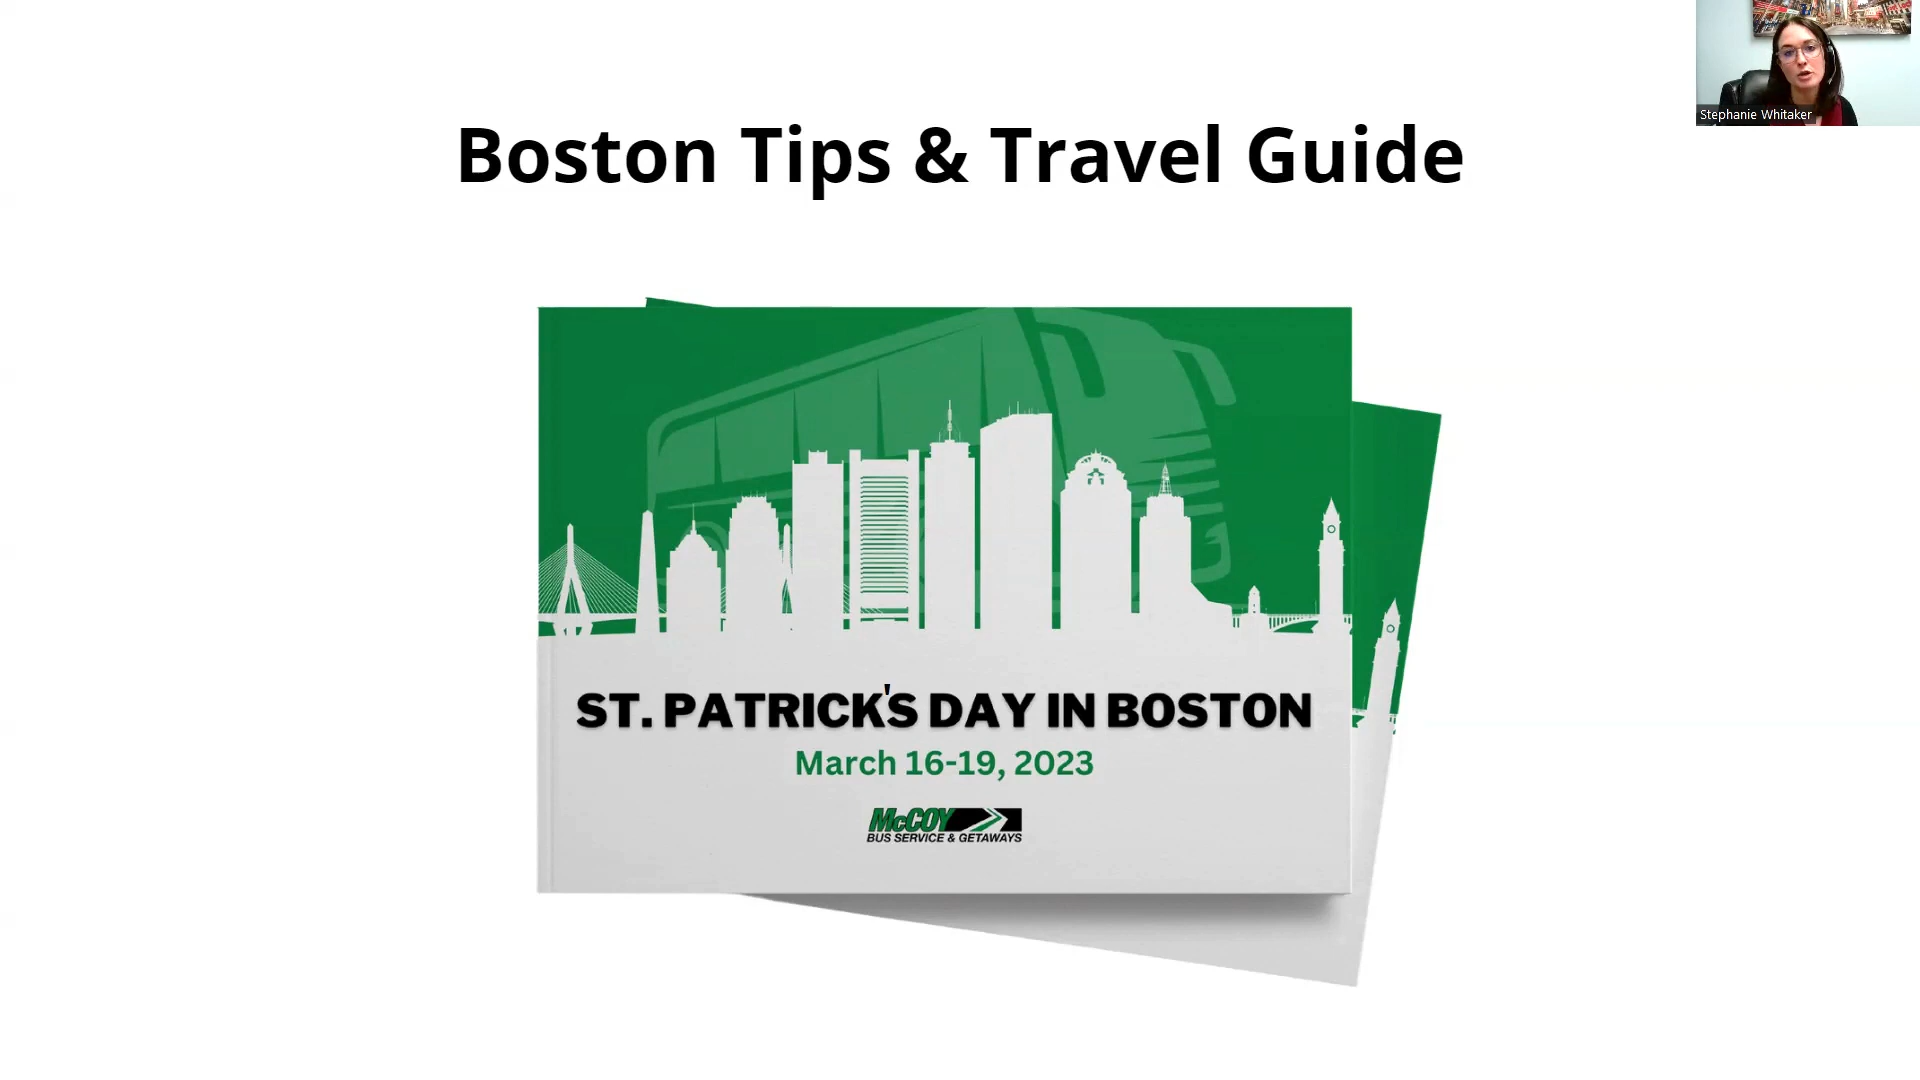 Stephanie Whitaker
Boston Tips & Travel Guide
ST. PATRICK'S DAY IN BOSTON
March 16-19, 2023
McCOY
BUS SERVICE & GETAWAYS